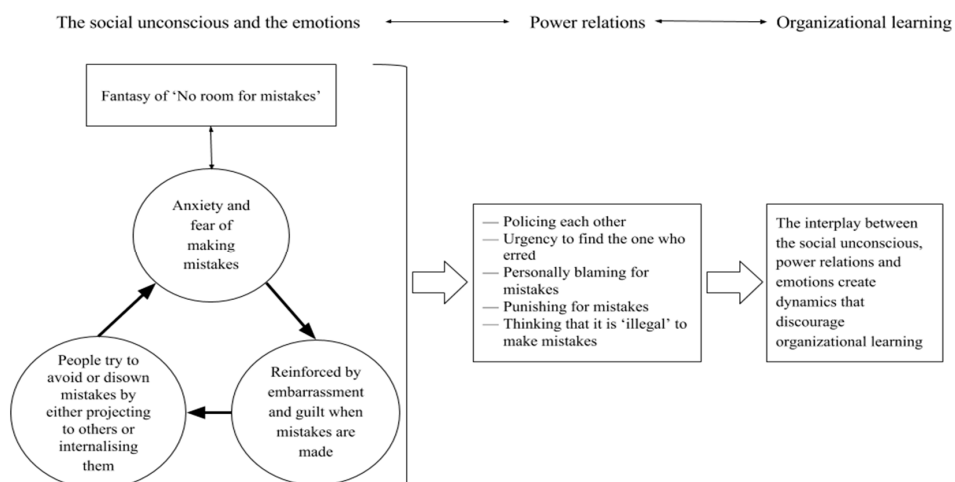 The social unconscious and the emotions
Power relations
Organizational learning
Fantasy of ‘No room for mistakes’
Anxiety and
fear of
making
mistakes
People try to
avoid or disown
mistakes by
either projecting
to others or
internalising
them
Reinforced by
embarrassment
and guilt when
mistakes are
made
— Policing each other
— Urgency to find the one who
erred
— Personally blaming for
mistakes
— Punishing for mistakes
— Thinking that it is ‘illegal’ to
make mistakes
The interplay between
the social unconscious,
power relations and
emotions create
dynamics that
discourage
organizational learning